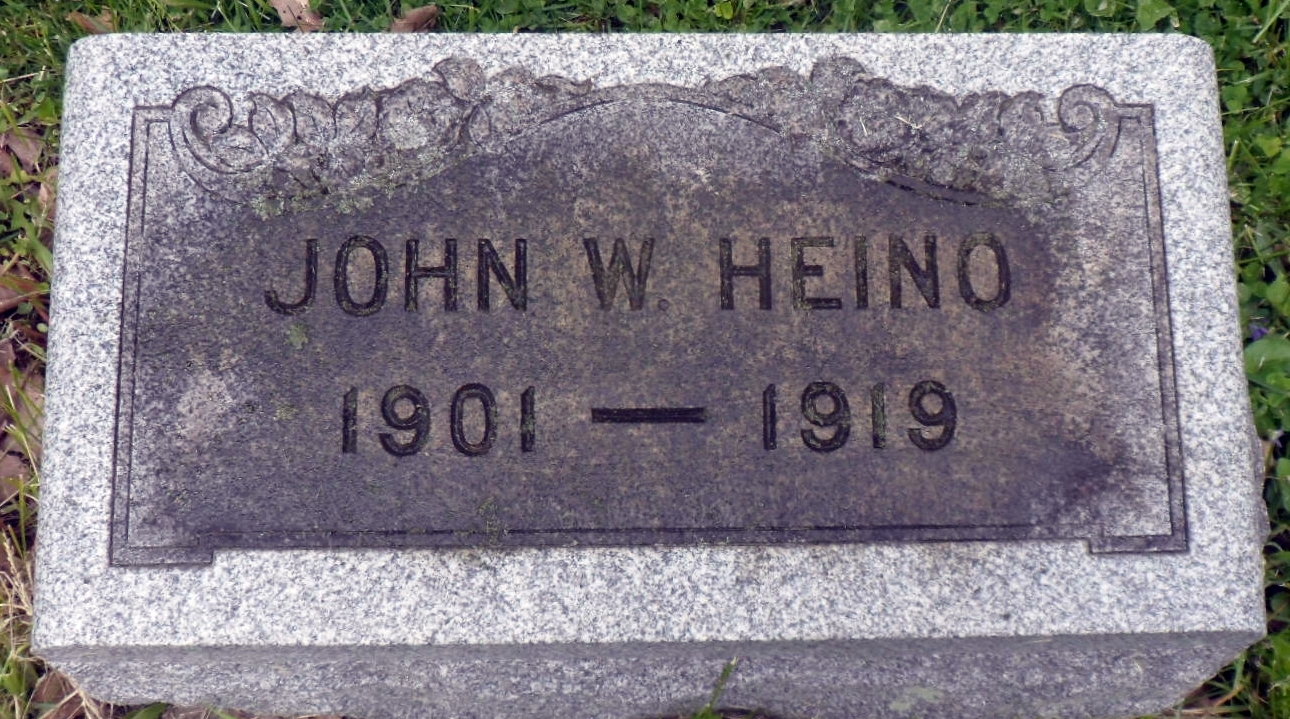 JOHN W. HEINO
1901 — 1919